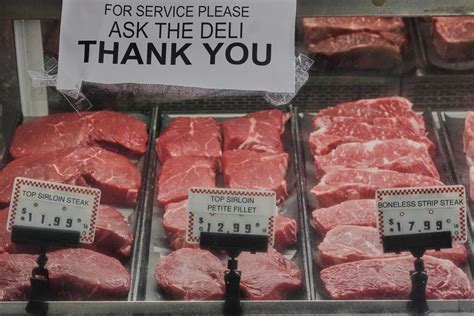 FOR SERVICE PLEASE
ASK THE DELI
THANK YOU
TOP SIRLOIN STEAK
$11.99
TOP SIRLOIN
PETITE FILLET
$12.99
BONELESS STRIP STEAK
$17.99